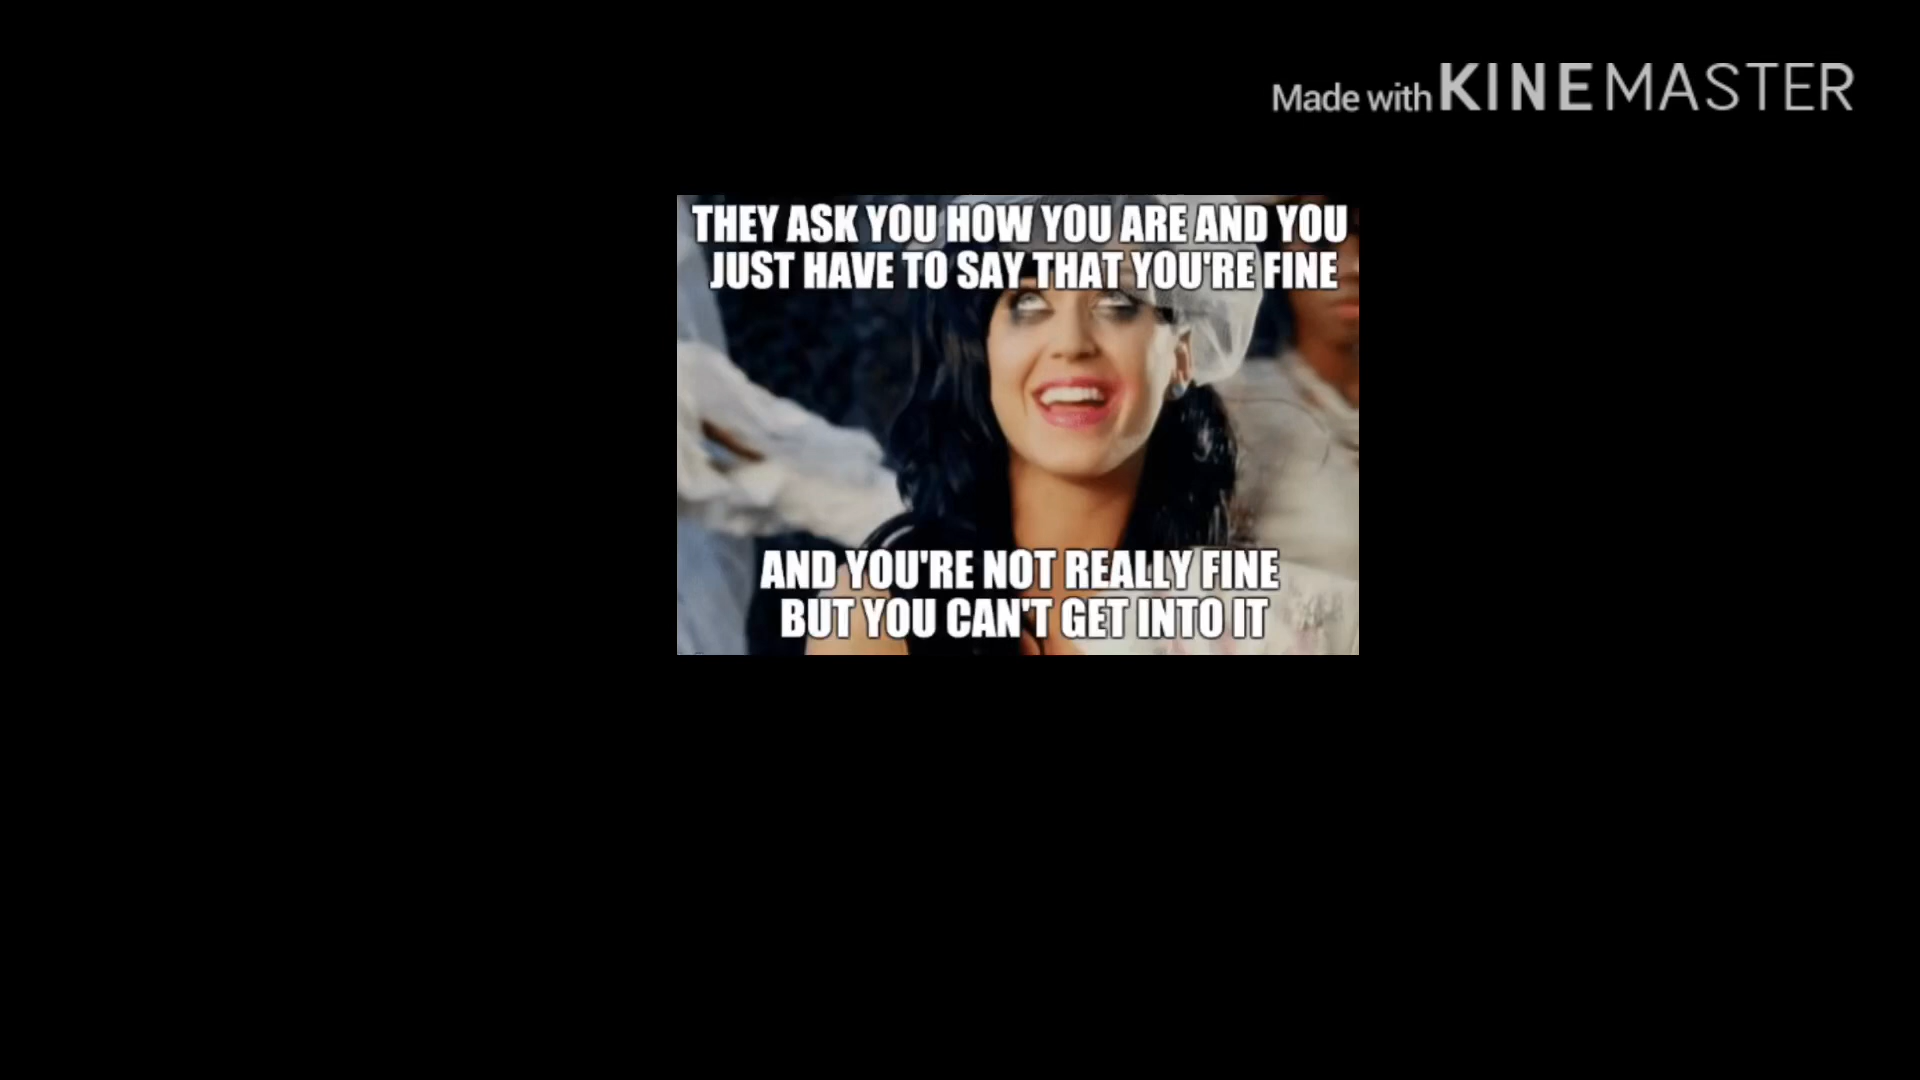 Made with KINEMASTER
THEY ASK YOU HOW YOU ARE AND YOU
JUST HAVE TO SAY THAT YOU'RE FINE
AND YOU'RE NOT REALLY FINE
BUT YOU CAN'T GET INTO IT